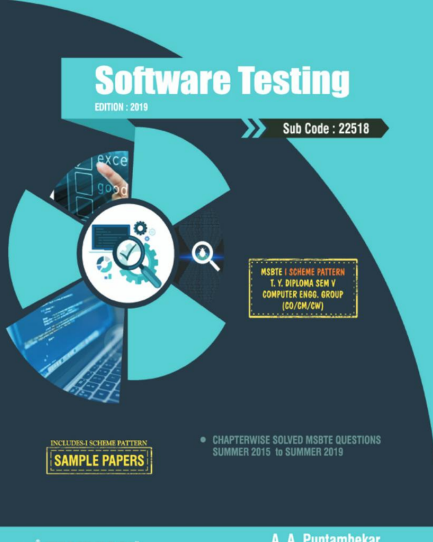 Software Testing
EDITION : 2019
Sub Code : 22518
exce
good
MSBTE I SCHEME PATTERN
T. Y. DIPLOMA SEM V
COMPUTER ENGG. GROUP
(CO/CM/CW)
INCLUDES-I SCHEME PATTERN
SAMPLE PAPERS
● CHAPTERWISE SOLVED MSBTE QUESTIONS
SUMMER 2015 to SUMMER 2019
A. A. Puntambekar